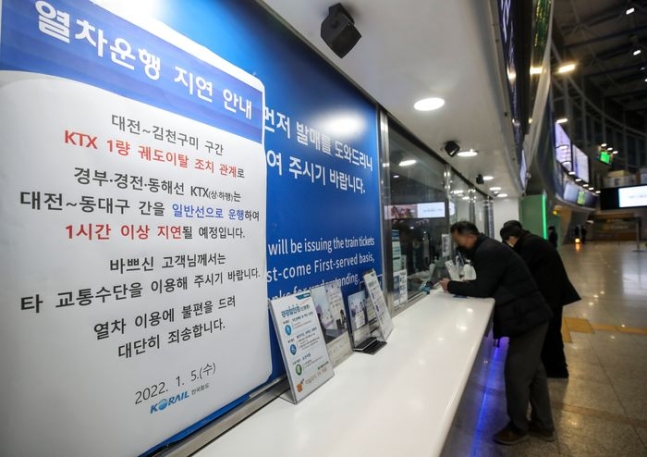 열차운행 지연 안내
대전~김천구미 구간
KTX 1량 궤도이탈 조치 관계로
경부·경전·동해선 KTX(상·하행)는
대전~동대구 간을 일반선으로 운행하여
1시간 이상 지연될 예정입니다.
바쁘신 고객님께서는
타 교통수단을 이용해 주시기 바랍니다.
열차 이용에 불편을 드려
대단히 죄송합니다.
2022. 1. 5.(수)
KORAIL 한국철도
먼저 발매를 도와드리니
여 주시기 바랍니다.
will be issuing the train tickets
st-come First-served basis.
for understanding.